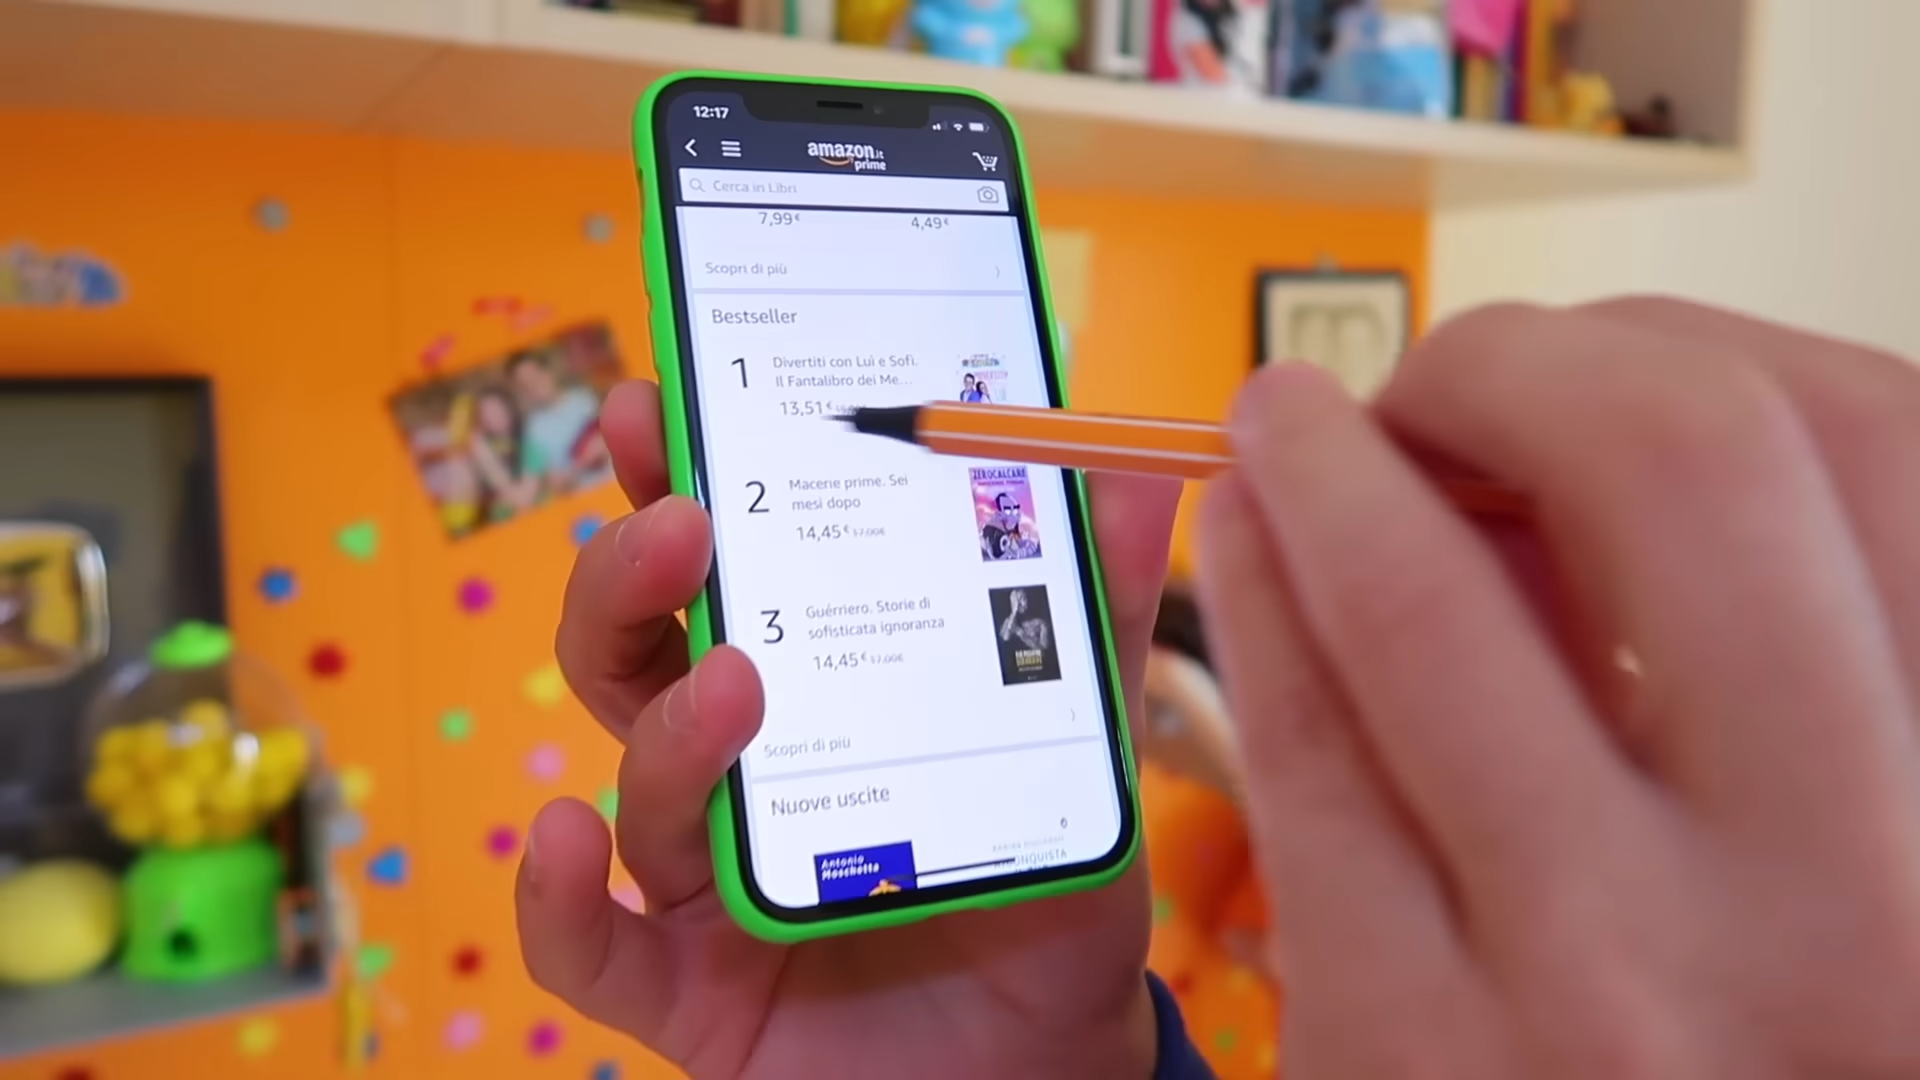 12:17
amazon.it
prime
Cerca in Libri
7,99€
4,49€
Scopri di più
Bestseller
1
Divertiti con Luì e Sofì.
Il Fantalibro dei Me...
13,51€
2
Macerie prime. Sei
mesi dopo
14,45€ 17,00€
ZEROCALCARE
3
Guerriero. Storie di
sofisticata ignoranza
14,45€ 17,00€
Scopri di più
Nuove uscite
Antonio
Moschetta